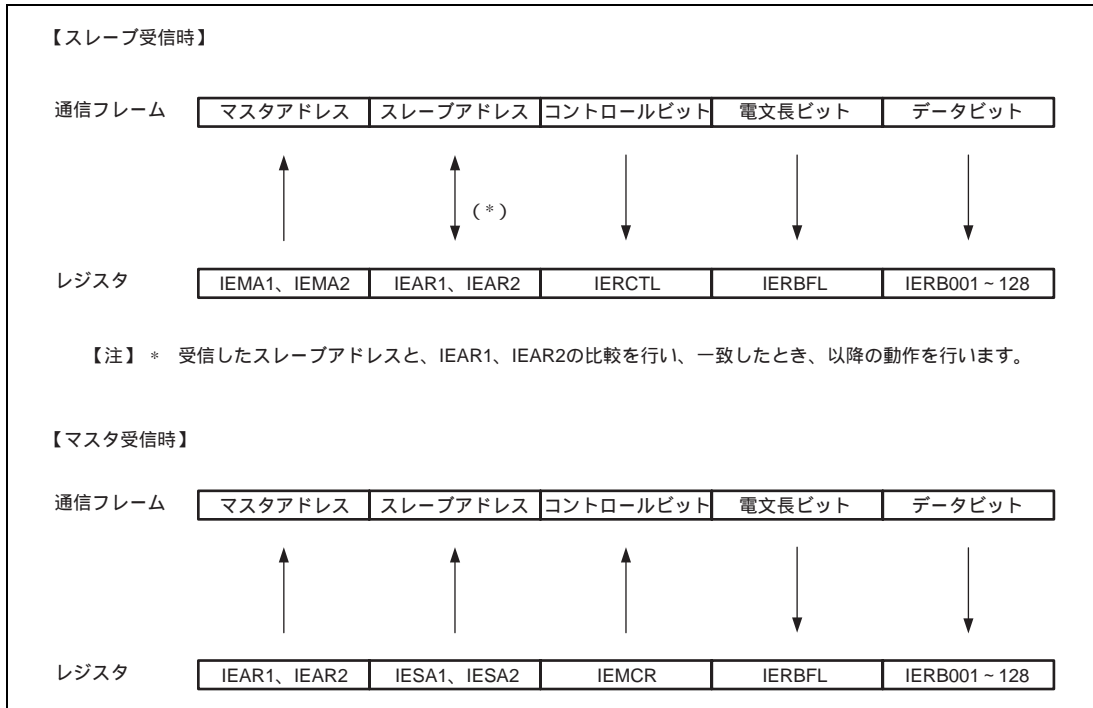 【スレーブ受信時】
通信フレーム マスタアドレス スレーブアドレス コントロールビット 電文長ビット データビット
(*)
レジスタ IEMA1、IEMA2 IEAR1、IEAR2 IERCTL IERBFL IERB001~128
【注】* 受信したスレーブアドレスと、IEAR1、IEAR2の比較を行い、一致したとき、以降の動作を行います。
【マスタ受信時】
通信フレーム マスタアドレス スレーブアドレス コントロールビット 電文長ビット データビット
レジスタ IEAR1、IEAR2 IESA1、IESA2 IEMCR IERBFL IERB001~128